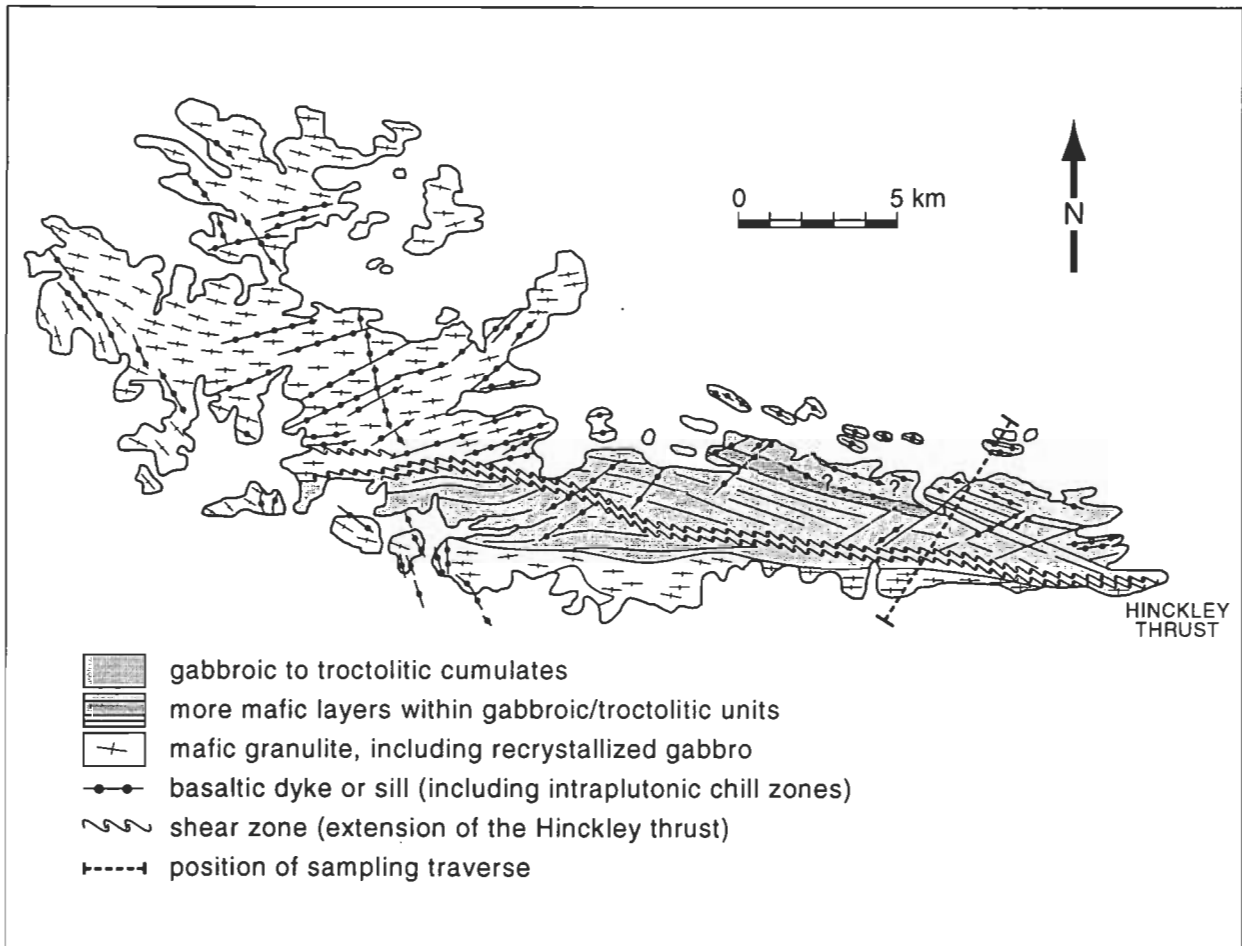 0 5 km
N
? ?
HINCKLEY
THRUST
gabbroic to troctolitic cumulates
more mafic layers within gabbroic/troctolitic units
mafic granulite, including recrystallized gabbro
basaltic dyke or sill (including intraplutonic chill zones)
shear zone (extension of the Hinckley thrust)
position of sampling traverse